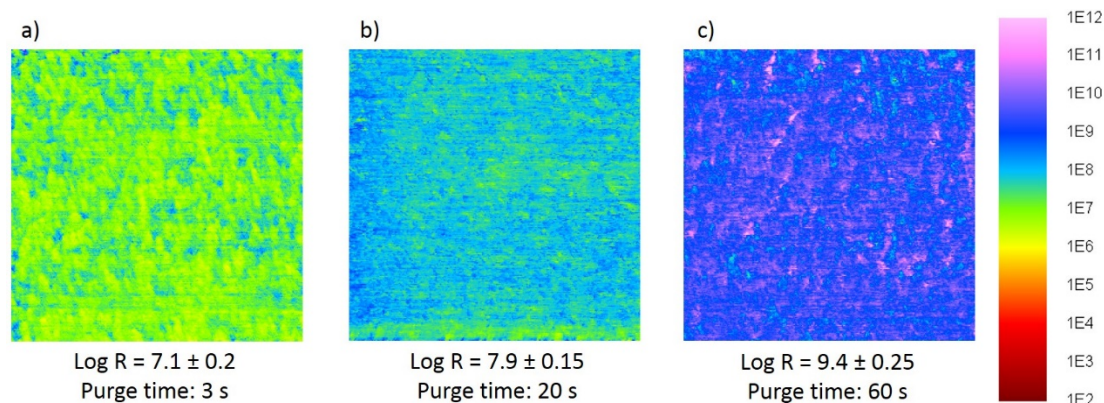 a)
b)
c)
Log R = 7.1 ± 0.2
Purge time: 3 s
Log R = 7.9 ± 0.15
Purge time: 20 s
Log R = 9.4 ± 0.25
Purge time: 60 s
1E12
1E11
1E10
1E9
1E8
1E7
1E6
1E5
1E4
1E3
1E2